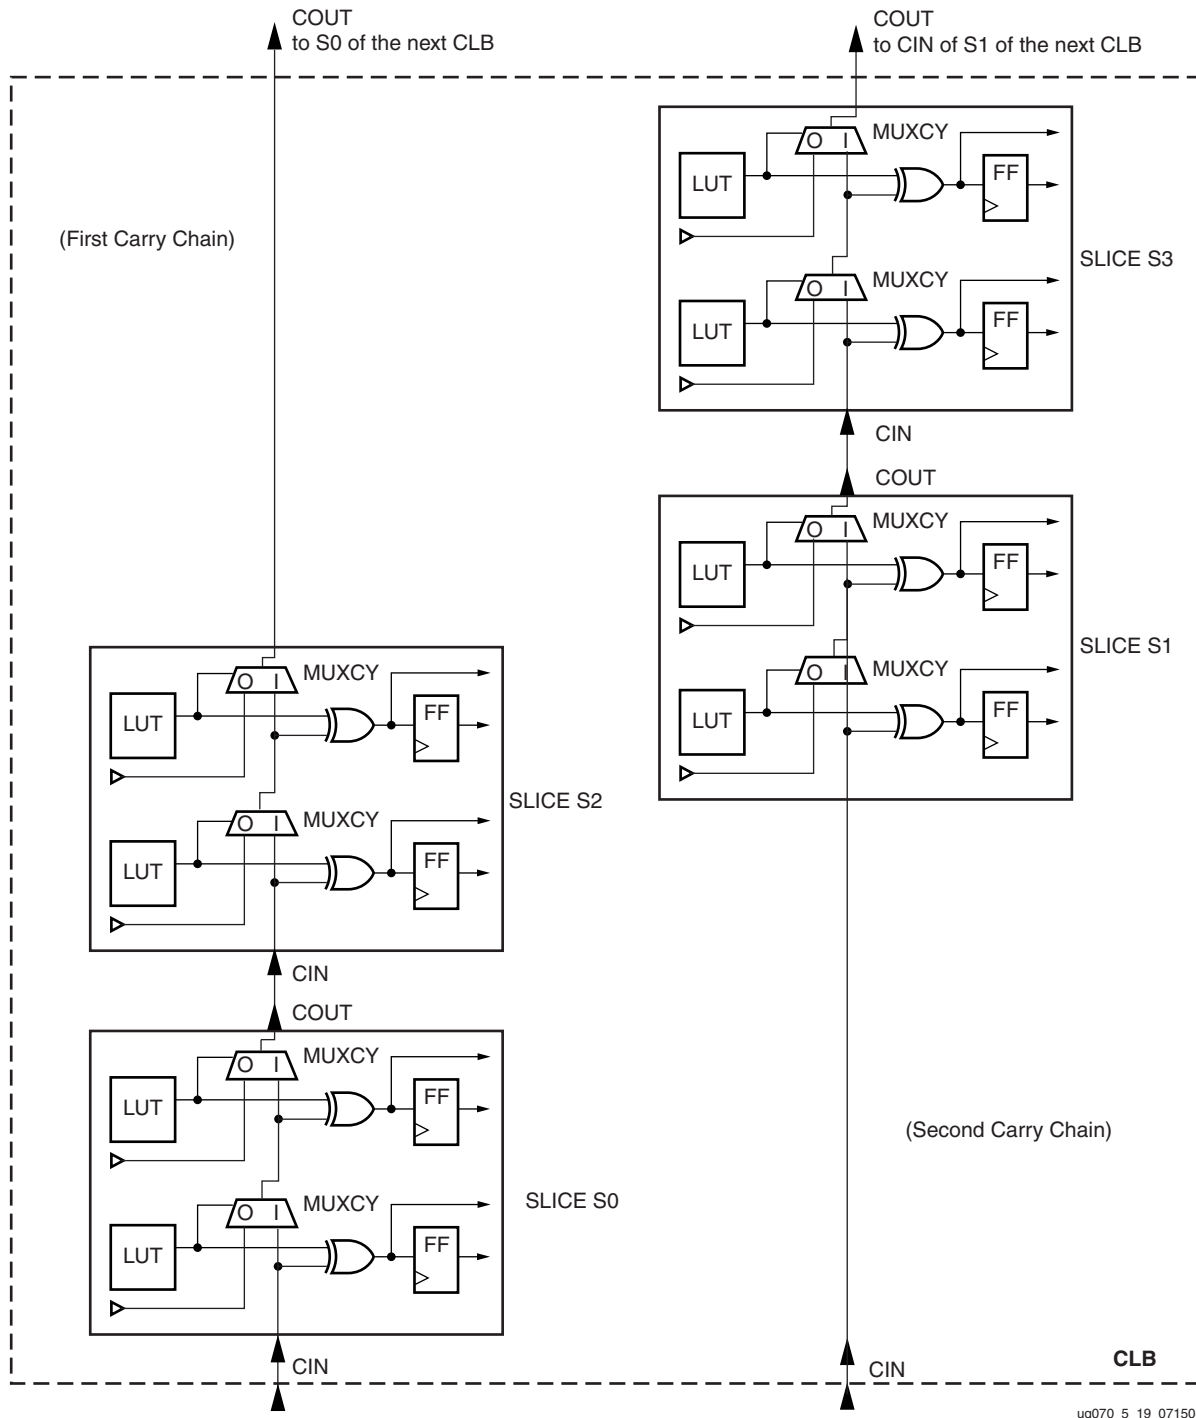 COUT
to S0 of the next CLB
COUT
to CIN of S1 of the next CLB
(First Carry Chain)
O I MUXCY
LUT
FF
SLICE S3
O I MUXCY
LUT
FF
CIN
COUT
O I MUXCY
LUT
FF
SLICE S1
O I MUXCY
LUT
FF
O I MUXCY
LUT
FF
SLICE S2
O I MUXCY
LUT
FF
CIN
COUT
O I MUXCY
LUT
FF
(Second Carry Chain)
SLICE S0
O I MUXCY
LUT
FF
CIN
CIN
CLB
ug070_5_19_07150